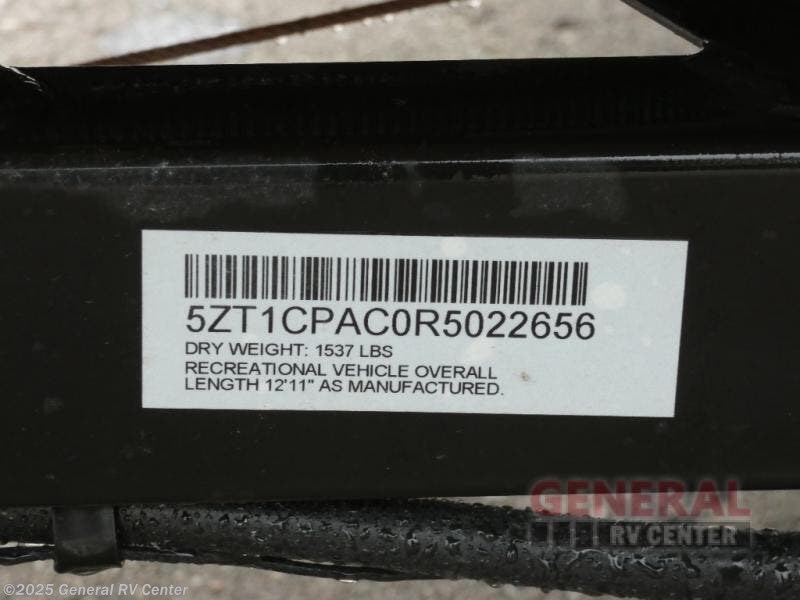 5ZT1CPAC0R5022656
DRY WEIGHT: 1537 LBS
RECREATIONAL VEHICLE OVERALL
LENGTH 12'11" AS MANUFACTURED.
GENERAL
RV CENTER
©2025 General RV Center